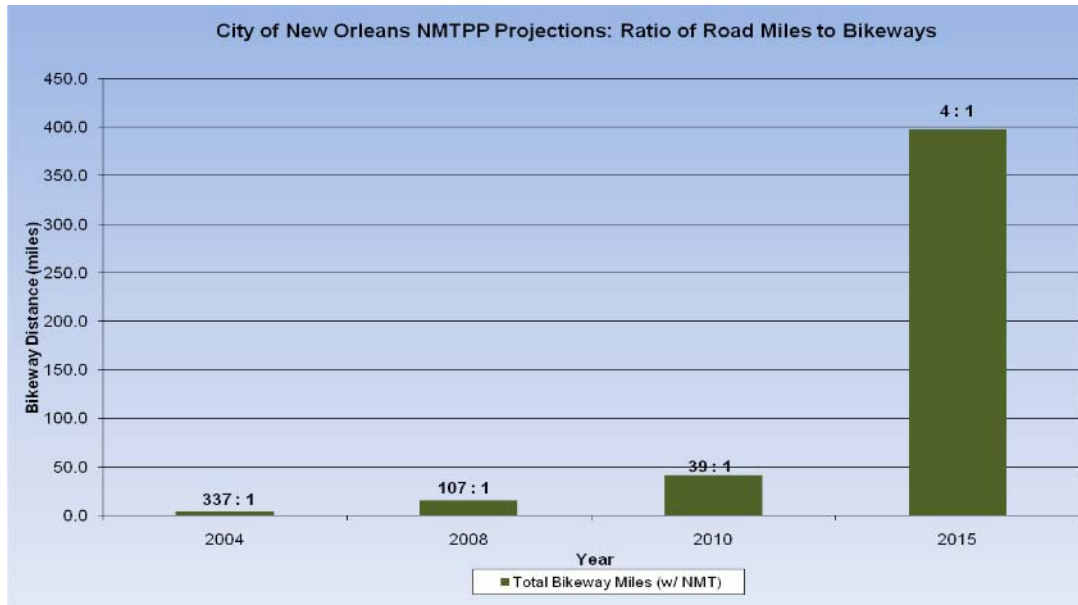 City of New Orleans NMTPP Projections: Ratio of Road Miles to Bikeways
450.0
400.0
350.0
300.0
250.0
200.0
150.0
100.0
50.0
0.0
Bikeway Distance (miles)
337 : 1
107 : 1
39 : 1
4 : 1
2004
2008
2010
2015
Year
Total Bikeway Miles (w/ NMT)